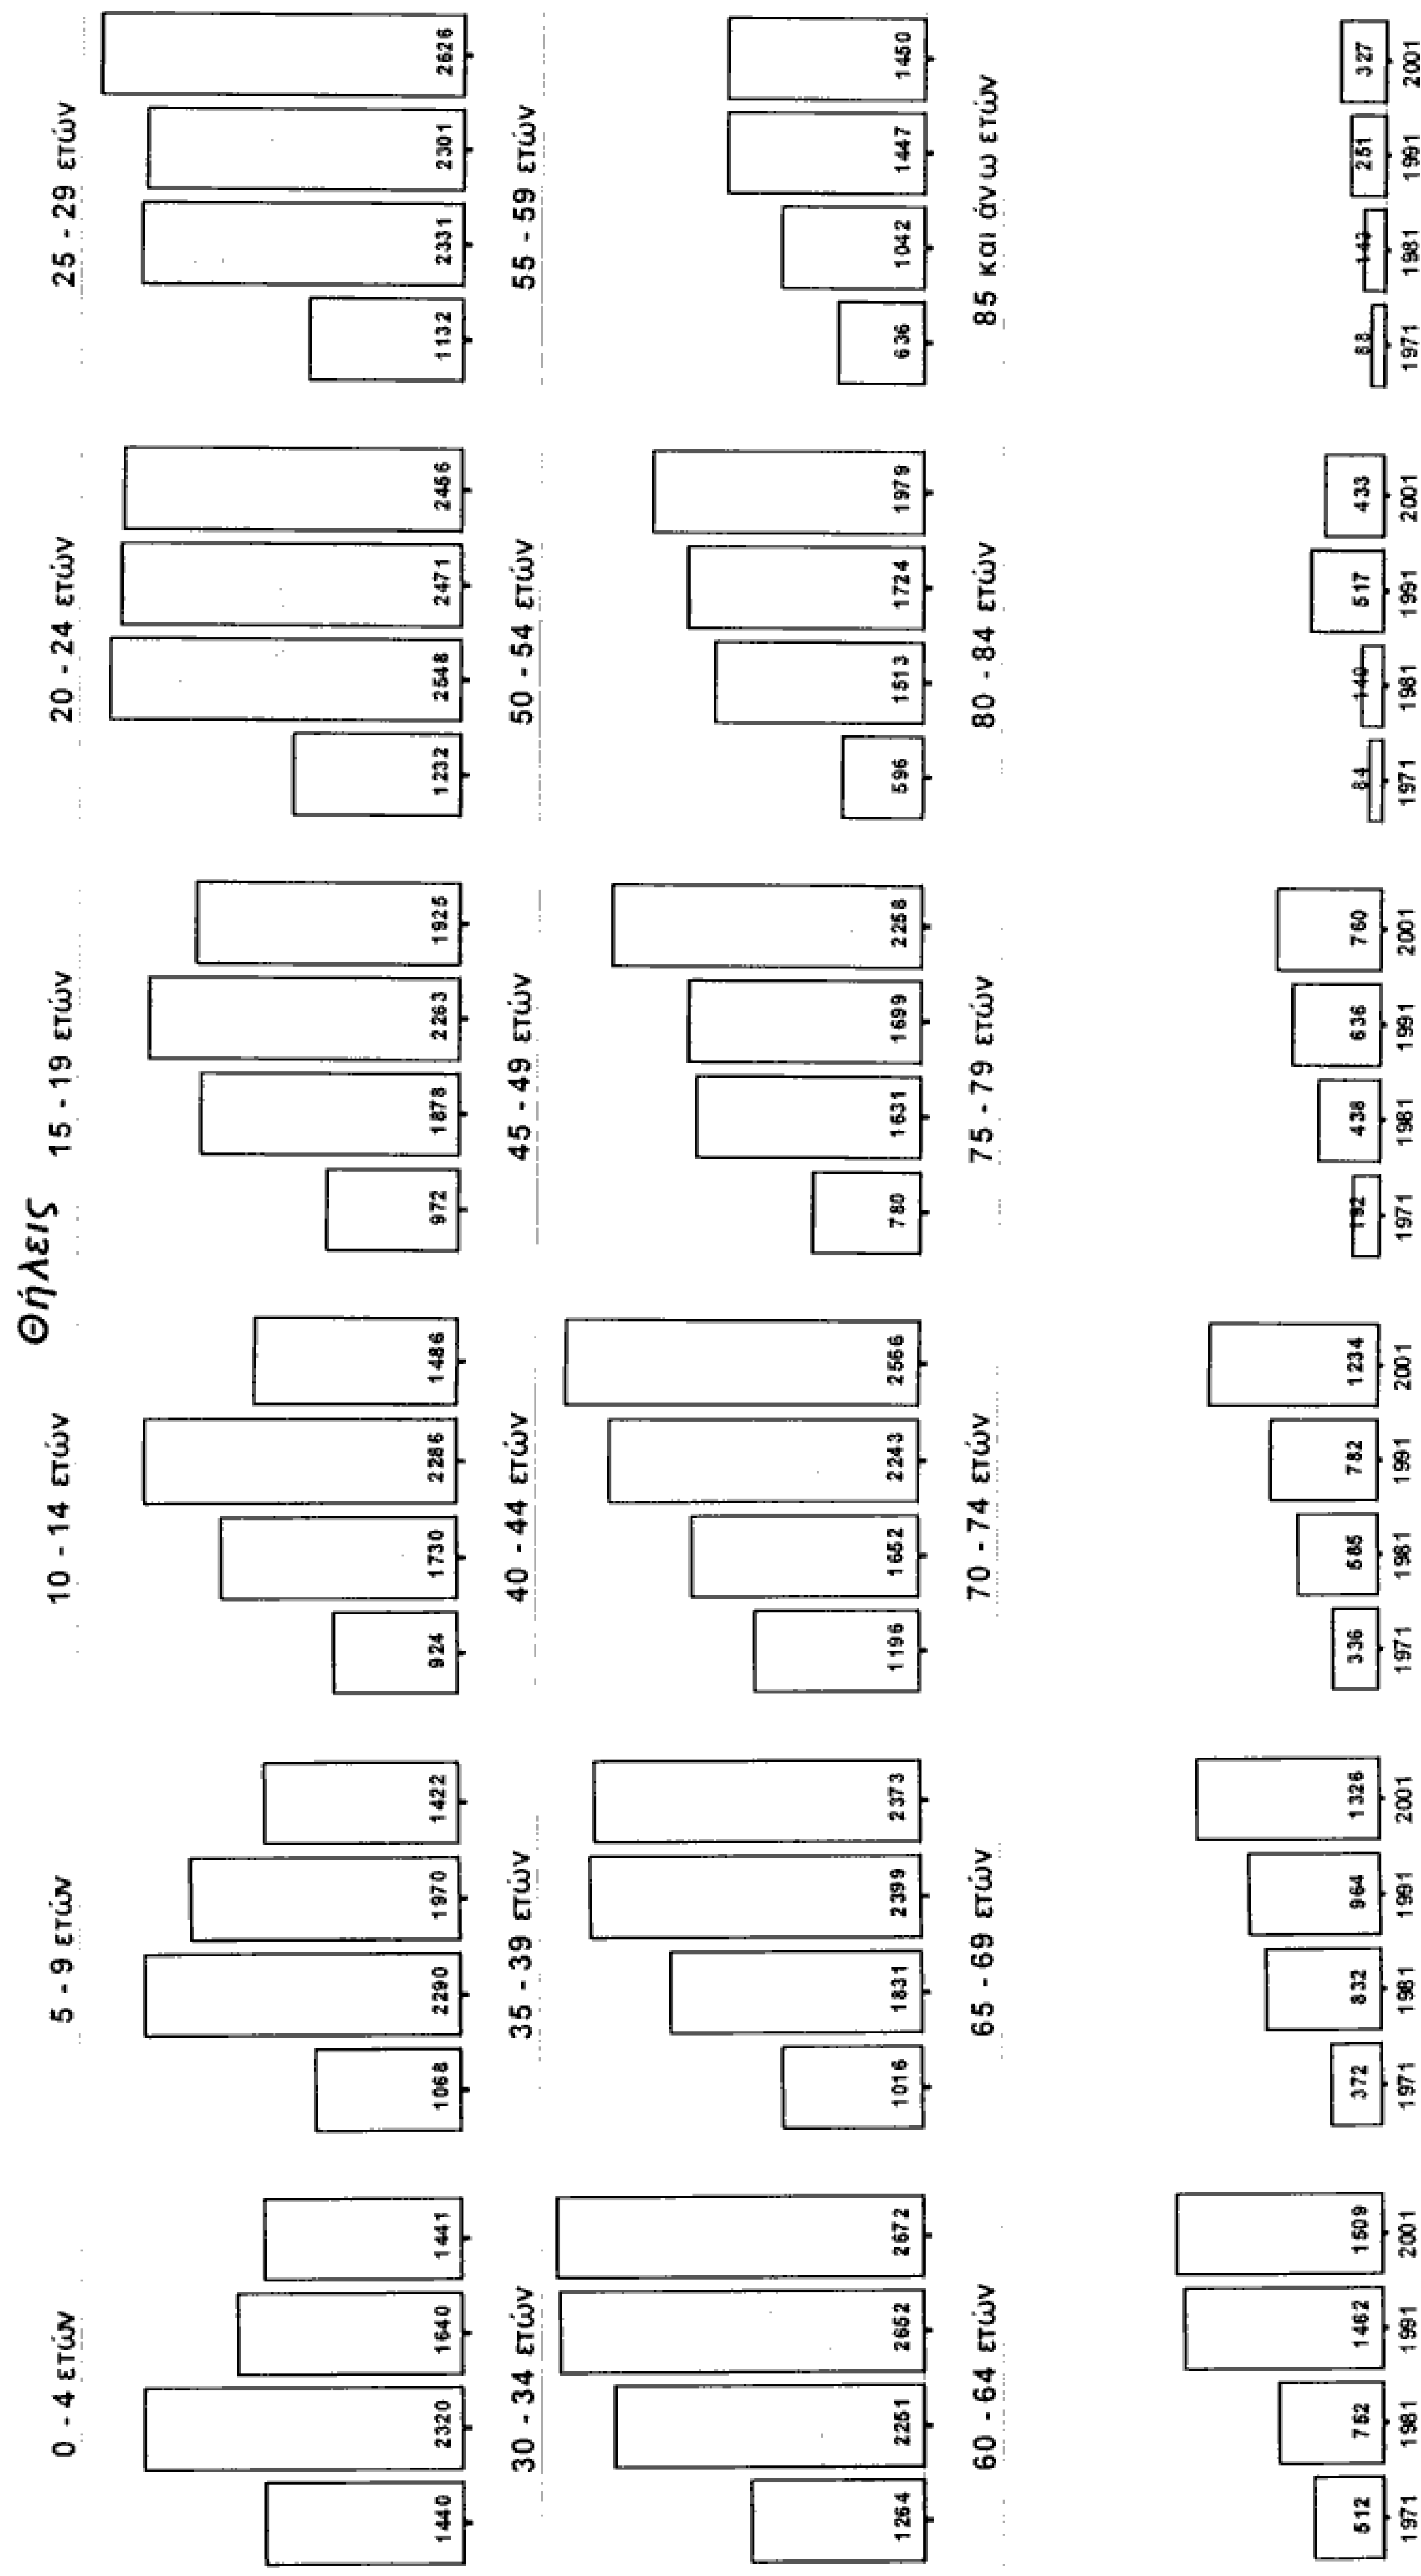 Θήλεις
0 - 4 ετών 5 - 9 ετών 10 - 14 ετών 15 - 19 ετών 20 - 24 ετών 25 - 29 ετών
1440 2320 1640 1441 1068 2290 1970 1422 924 1730 2286 1486 972 1878 2263 1925 1232 2548 2471 2456 1132 2331 2301 2626
30 - 34 ετών 35 - 39 ετών 40 - 44 ετών 45 - 49 ετών 50 - 54 ετών 55 - 59 ετών
1264 2251 2652 2672 1016 1831 2399 2373 1196 1652 2243 2566 780 1631 1699 2258 596 1513 1724 1979 636 1042 1447 1450
60 - 64 ετών 65 - 69 ετών 70 - 74 ετών 75 - 79 ετών 80 - 84 ετών 85 και άνω ετών
512 752 1462 1509 372 832 964 1326 336 585 782 1234 192 438 636 760 84 140 517 433 88 143 251 327
1971 1981 1991 2001 1971 1981 1991 2001 1971 1981 1991 2001 1971 1981 1991 2001 1971 1981 1991 2001 1971 1981 1991 2001